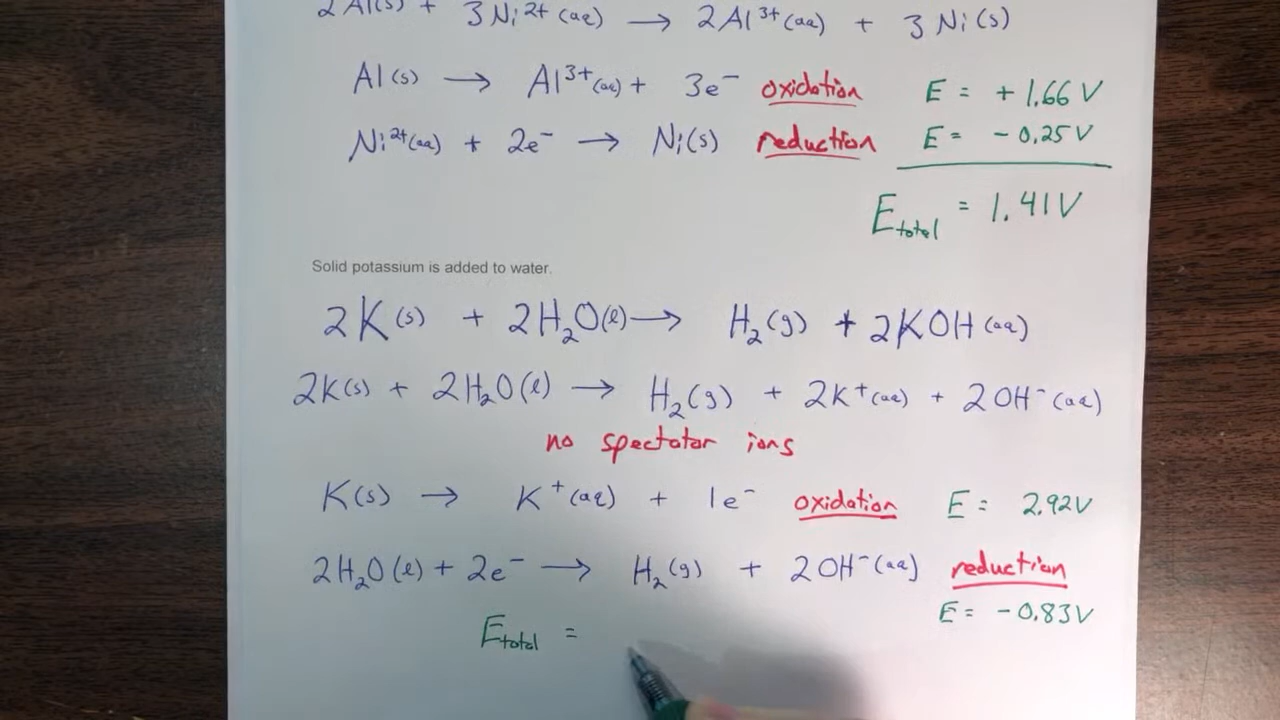 2Al(s) + 3Ni²⁺(aq) → 2Al³⁺(aq) + 3Ni(s)
Al(s) → Al³⁺(aq) + 3e⁻ oxidation E = +1.66 V
Ni²⁺(aq) + 2e⁻ → Ni(s) reduction E = -0.25 V
E total = 1.41 V
Solid potassium is added to water.
2K(s) + 2H₂O(l) → H₂(g) + 2KOH(aq)
2K(s) + 2H₂O(l) → H₂(g) + 2K⁺(aq) + 2OH⁻(aq)
no spectator ions
K(s) → K⁺(aq) + 1e⁻ oxidation E = 2.92V
2H₂O(l) + 2e⁻ → H₂(g) + 2OH⁻(aq) reduction
E = -0.83V
E total =